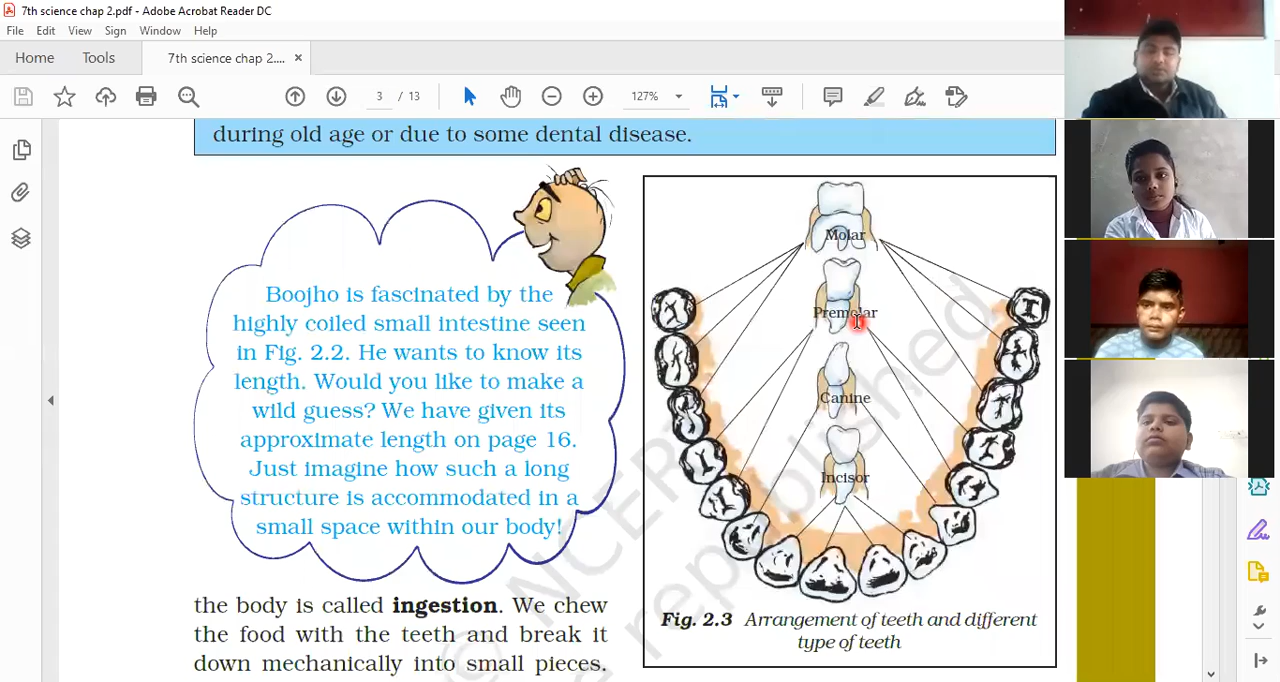 7th science chap 2.pdf - Adobe Acrobat Reader DC
File Edit View Sign Window Help
Home Tools 7th science chap 2.... ×
3 / 13 127%
during old age or due to some dental disease.
Boojho is fascinated by the
highly coiled small intestine seen
in Fig. 2.2. He wants to know its
length. Would you like to make a
wild guess? We have given its
approximate length on page 16.
Just imagine how such a long
structure is accommodated in a
small space within our body!
the body is called ingestion. We chew
the food with the teeth and break it
down mechanically into small pieces.
Molar
Premolar
Canine
Incisor
Fig. 2.3 Arrangement of teeth and different
type of teeth
© NCERT
republished